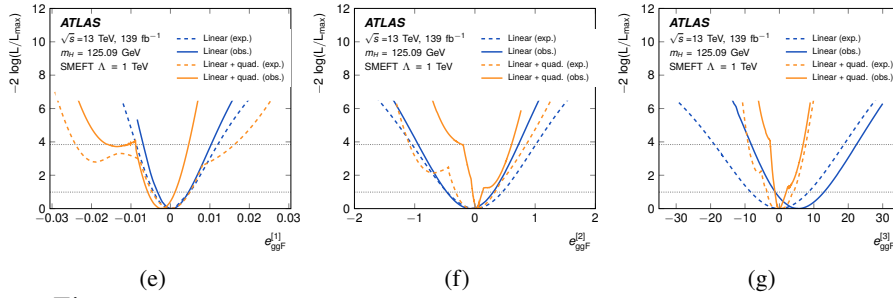 ATLAS
√s =13 TeV, 139 fb⁻¹
m_H = 125.09 GeV
SMEFT Λ = 1 TeV
Linear (exp.)
Linear (obs.)
Linear + quad. (exp.)
Linear + quad. (obs.)
−2 log(L/L_max)
12
10
8
6
4
2
0
−0.03 −0.02 −0.01 0 0.01 0.02 0.03
e_ggF^[1]
(e)
ATLAS
√s =13 TeV, 139 fb⁻¹
m_H = 125.09 GeV
SMEFT Λ = 1 TeV
Linear (exp.)
Linear (obs.)
Linear + quad. (exp.)
Linear + quad. (obs.)
−2 log(L/L_max)
12
10
8
6
4
2
0
−2 −1 0 1 2
e_ggF^[2]
(f)
ATLAS
√s =13 TeV, 139 fb⁻¹
m_H = 125.09 GeV
SMEFT Λ = 1 TeV
Linear (exp.)
Linear (obs.)
Linear + quad. (exp.)
Linear + quad. (obs.)
−2 log(L/L_max)
12
10
8
6
4
2
0
−30 −20 −10 0 10 20 30
e_ggF^[3]
(g)